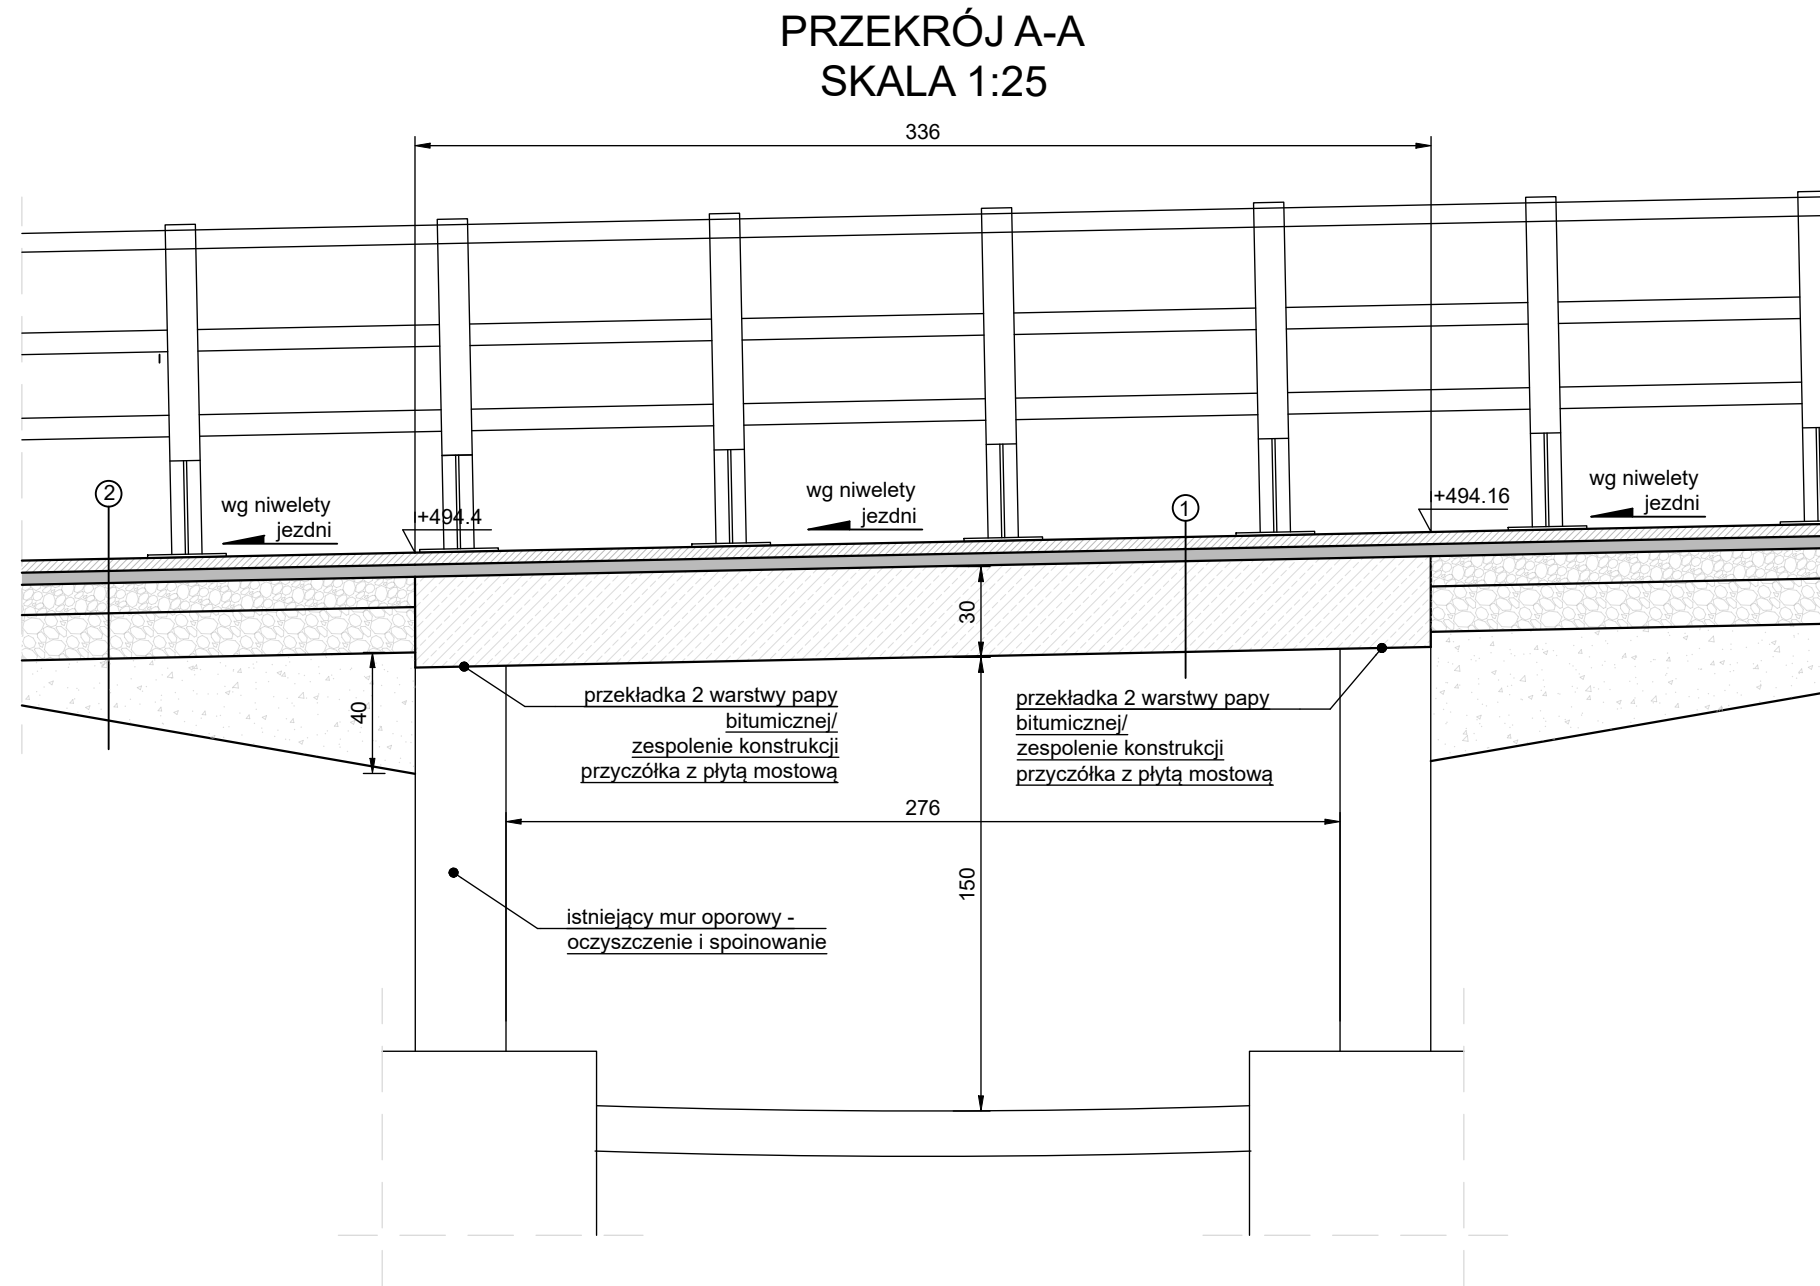 PRZEKRÓJ A-A
SKALA 1:25
336
2
wg niwelety
jezdni
+494.4
wg niwelety
jezdni
1
+494.16
wg niwelety
jezdni
30
40
przekładka 2 warstwy papy
bitumicznej/
zespolenie konstrukcji
przyczółka z płytą mostową
przekładka 2 warstwy papy
bitumicznej/
zespolenie konstrukcji
przyczółka z płytą mostową
276
150
istniejący mur oporowy -
oczyszczenie i spoinowanie